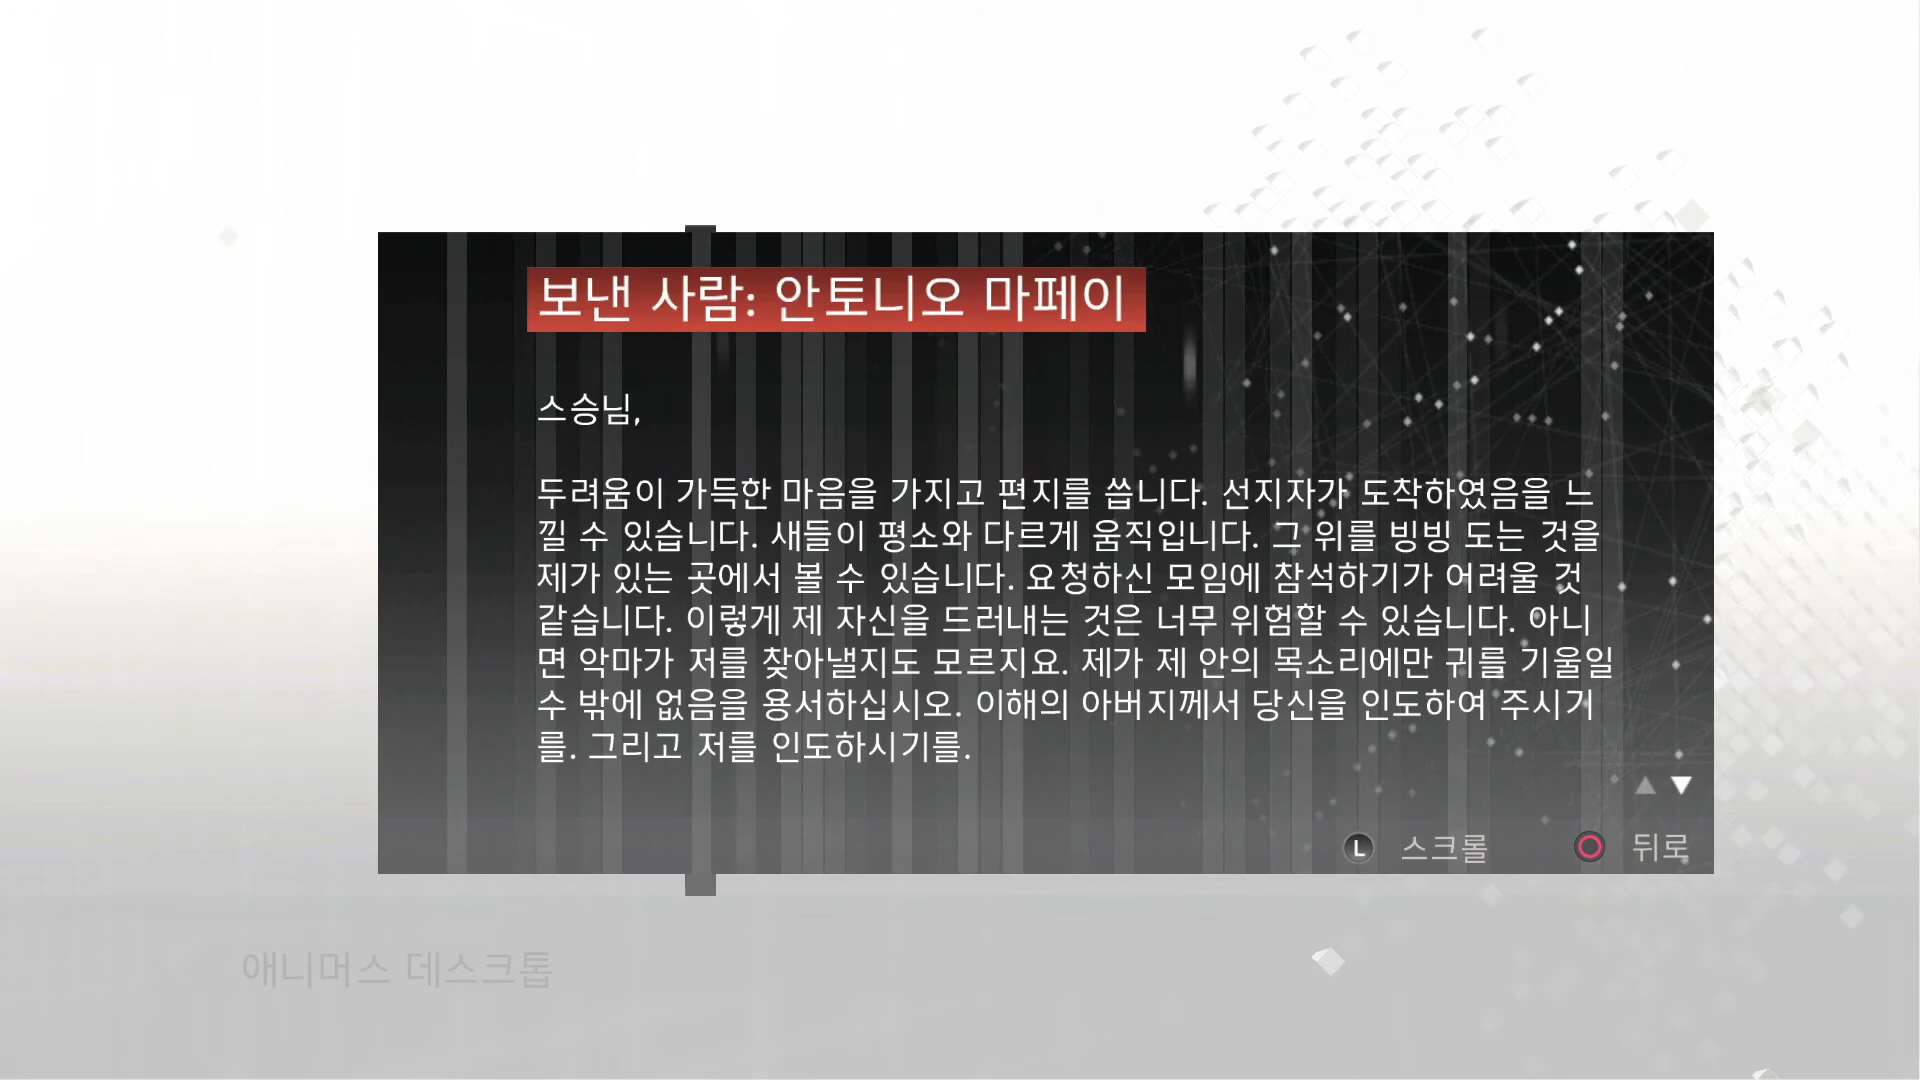 보낸 사람: 안토니오 마페이
스승님,
두려움이 가득한 마음을 가지고 편지를 씁니다. 선지자가 도착하였음을 느
낄 수 있습니다. 새들이 평소와 다르게 움직입니다. 그 위를 빙빙 도는 것을
제가 있는 곳에서 볼 수 있습니다. 요청하신 모임에 참석하기가 어려울 것
같습니다. 이렇게 제 자신을 드러내는 것은 너무 위험할 수 있습니다. 아니
면 악마가 저를 찾아낼지도 모르지요. 제가 제 안의 목소리에만 귀를 기울일
수 밖에 없음을 용서하십시오. 이해의 아버지께서 당신을 인도하여 주시기
를. 그리고 저를 인도하시기를.
L 스크롤 뒤로
애니머스 데스크톱